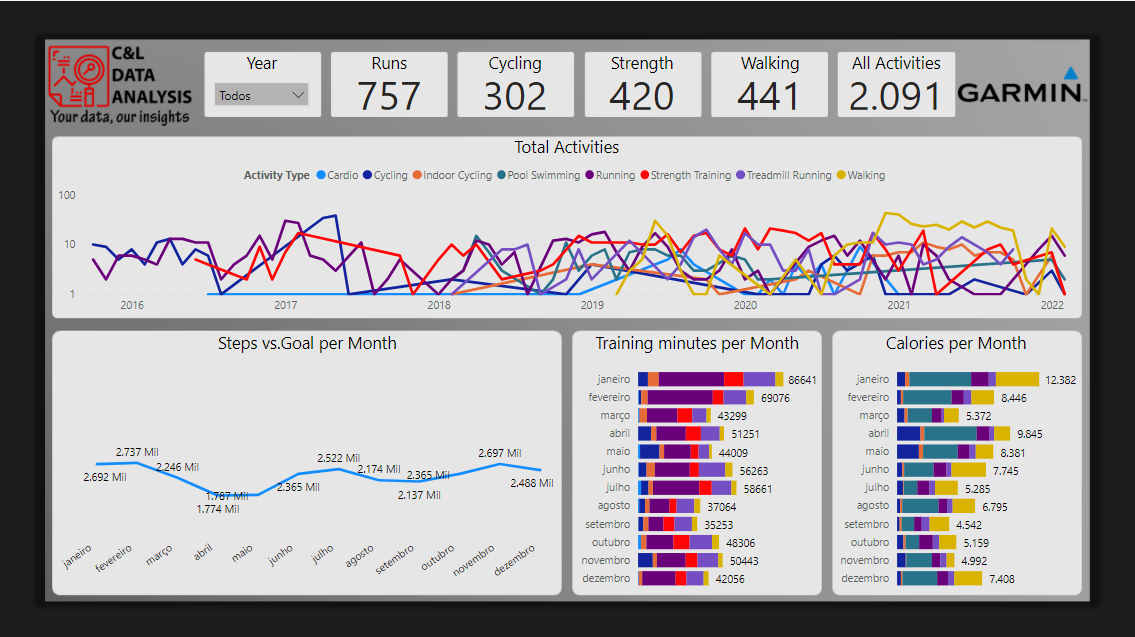 C&L
DATA
ANALYSIS
Your data, our insights
Year
Todos
Runs
757
Cycling
302
Strength
420
Walking
441
All Activities
2.091
GARMIN
Total Activities
Activity Type Cardio Cycling Indoor Cycling Pool Swimming Running Strength Training Treadmill Running Walking
100
10
1
2016 2017 2018 2019 2020 2021 2022
Steps vs.Goal per Month
2.692 Mil
2.737 Mil
2.246 Mil
1.787 Mil
1.774 Mil
2.365 Mil
2.522 Mil
2.174 Mil
2.137 Mil
2.365 Mil
2.697 Mil
2.488 Mil
janeiro fevereiro março abril maio junho julho agosto setembro outubro novembro dezembro
Training minutes per Month
janeiro 86641
fevereiro 69076
março 43299
abril 51251
maio 44009
junho 56263
julho 58661
agosto 37064
setembro 35253
outubro 48306
novembro 50443
dezembro 42056
Calories per Month
janeiro 12.382
fevereiro 8.446
março 5.372
abril 9.845
maio 8.381
junho 7.745
julho 5.285
agosto 6.795
setembro 4.542
outubro 5.159
novembro 4.992
dezembro 7.408